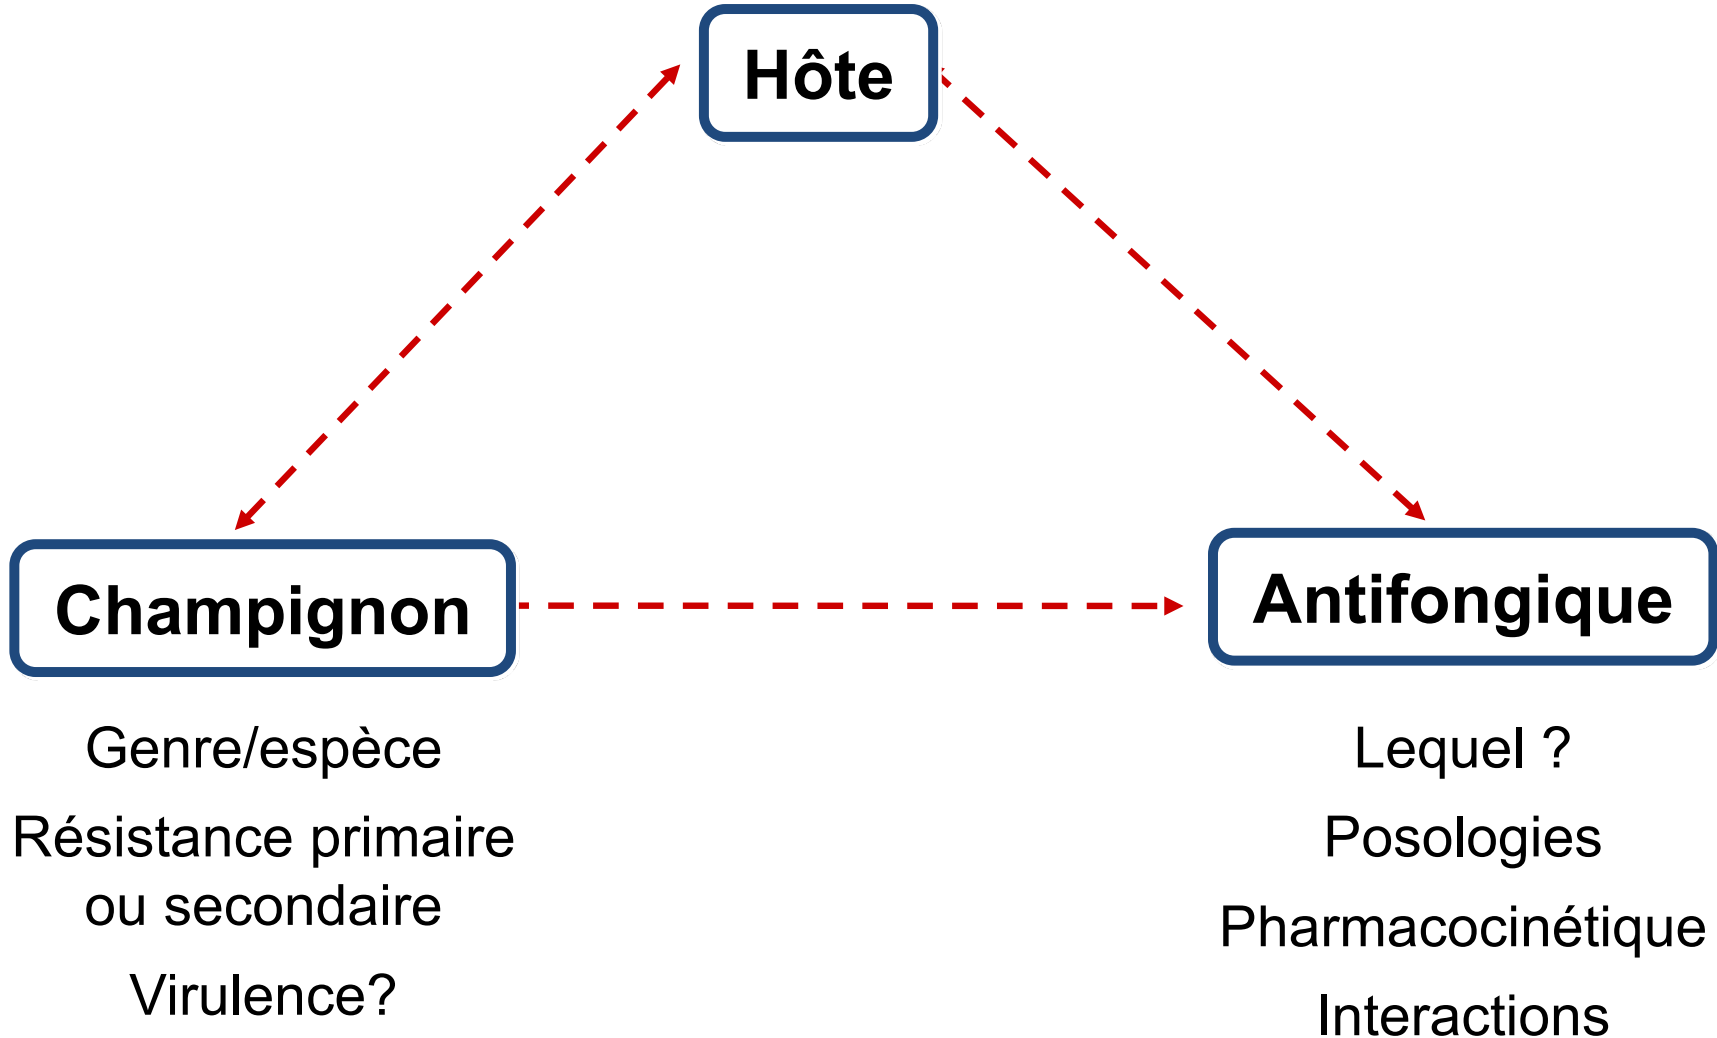 Hôte
Champignon
Genre/espèce
Résistance primaire
ou secondaire
Virulence?
Antifongique
Lequel ?
Posologies
Pharmacocinétique
Interactions